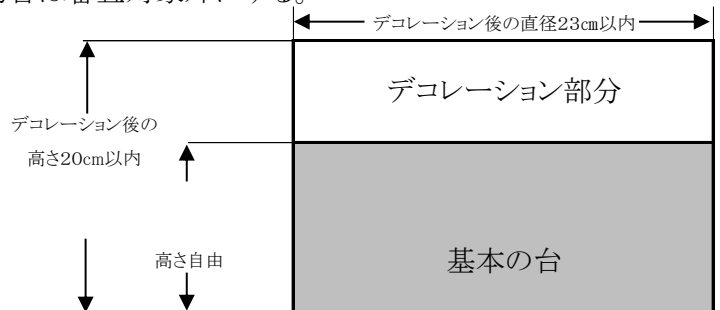 デコレーション後の直径23㎝以内
デコレーション部分
デコレーション後の
高さ20cm以内
高さ自由
基本の台